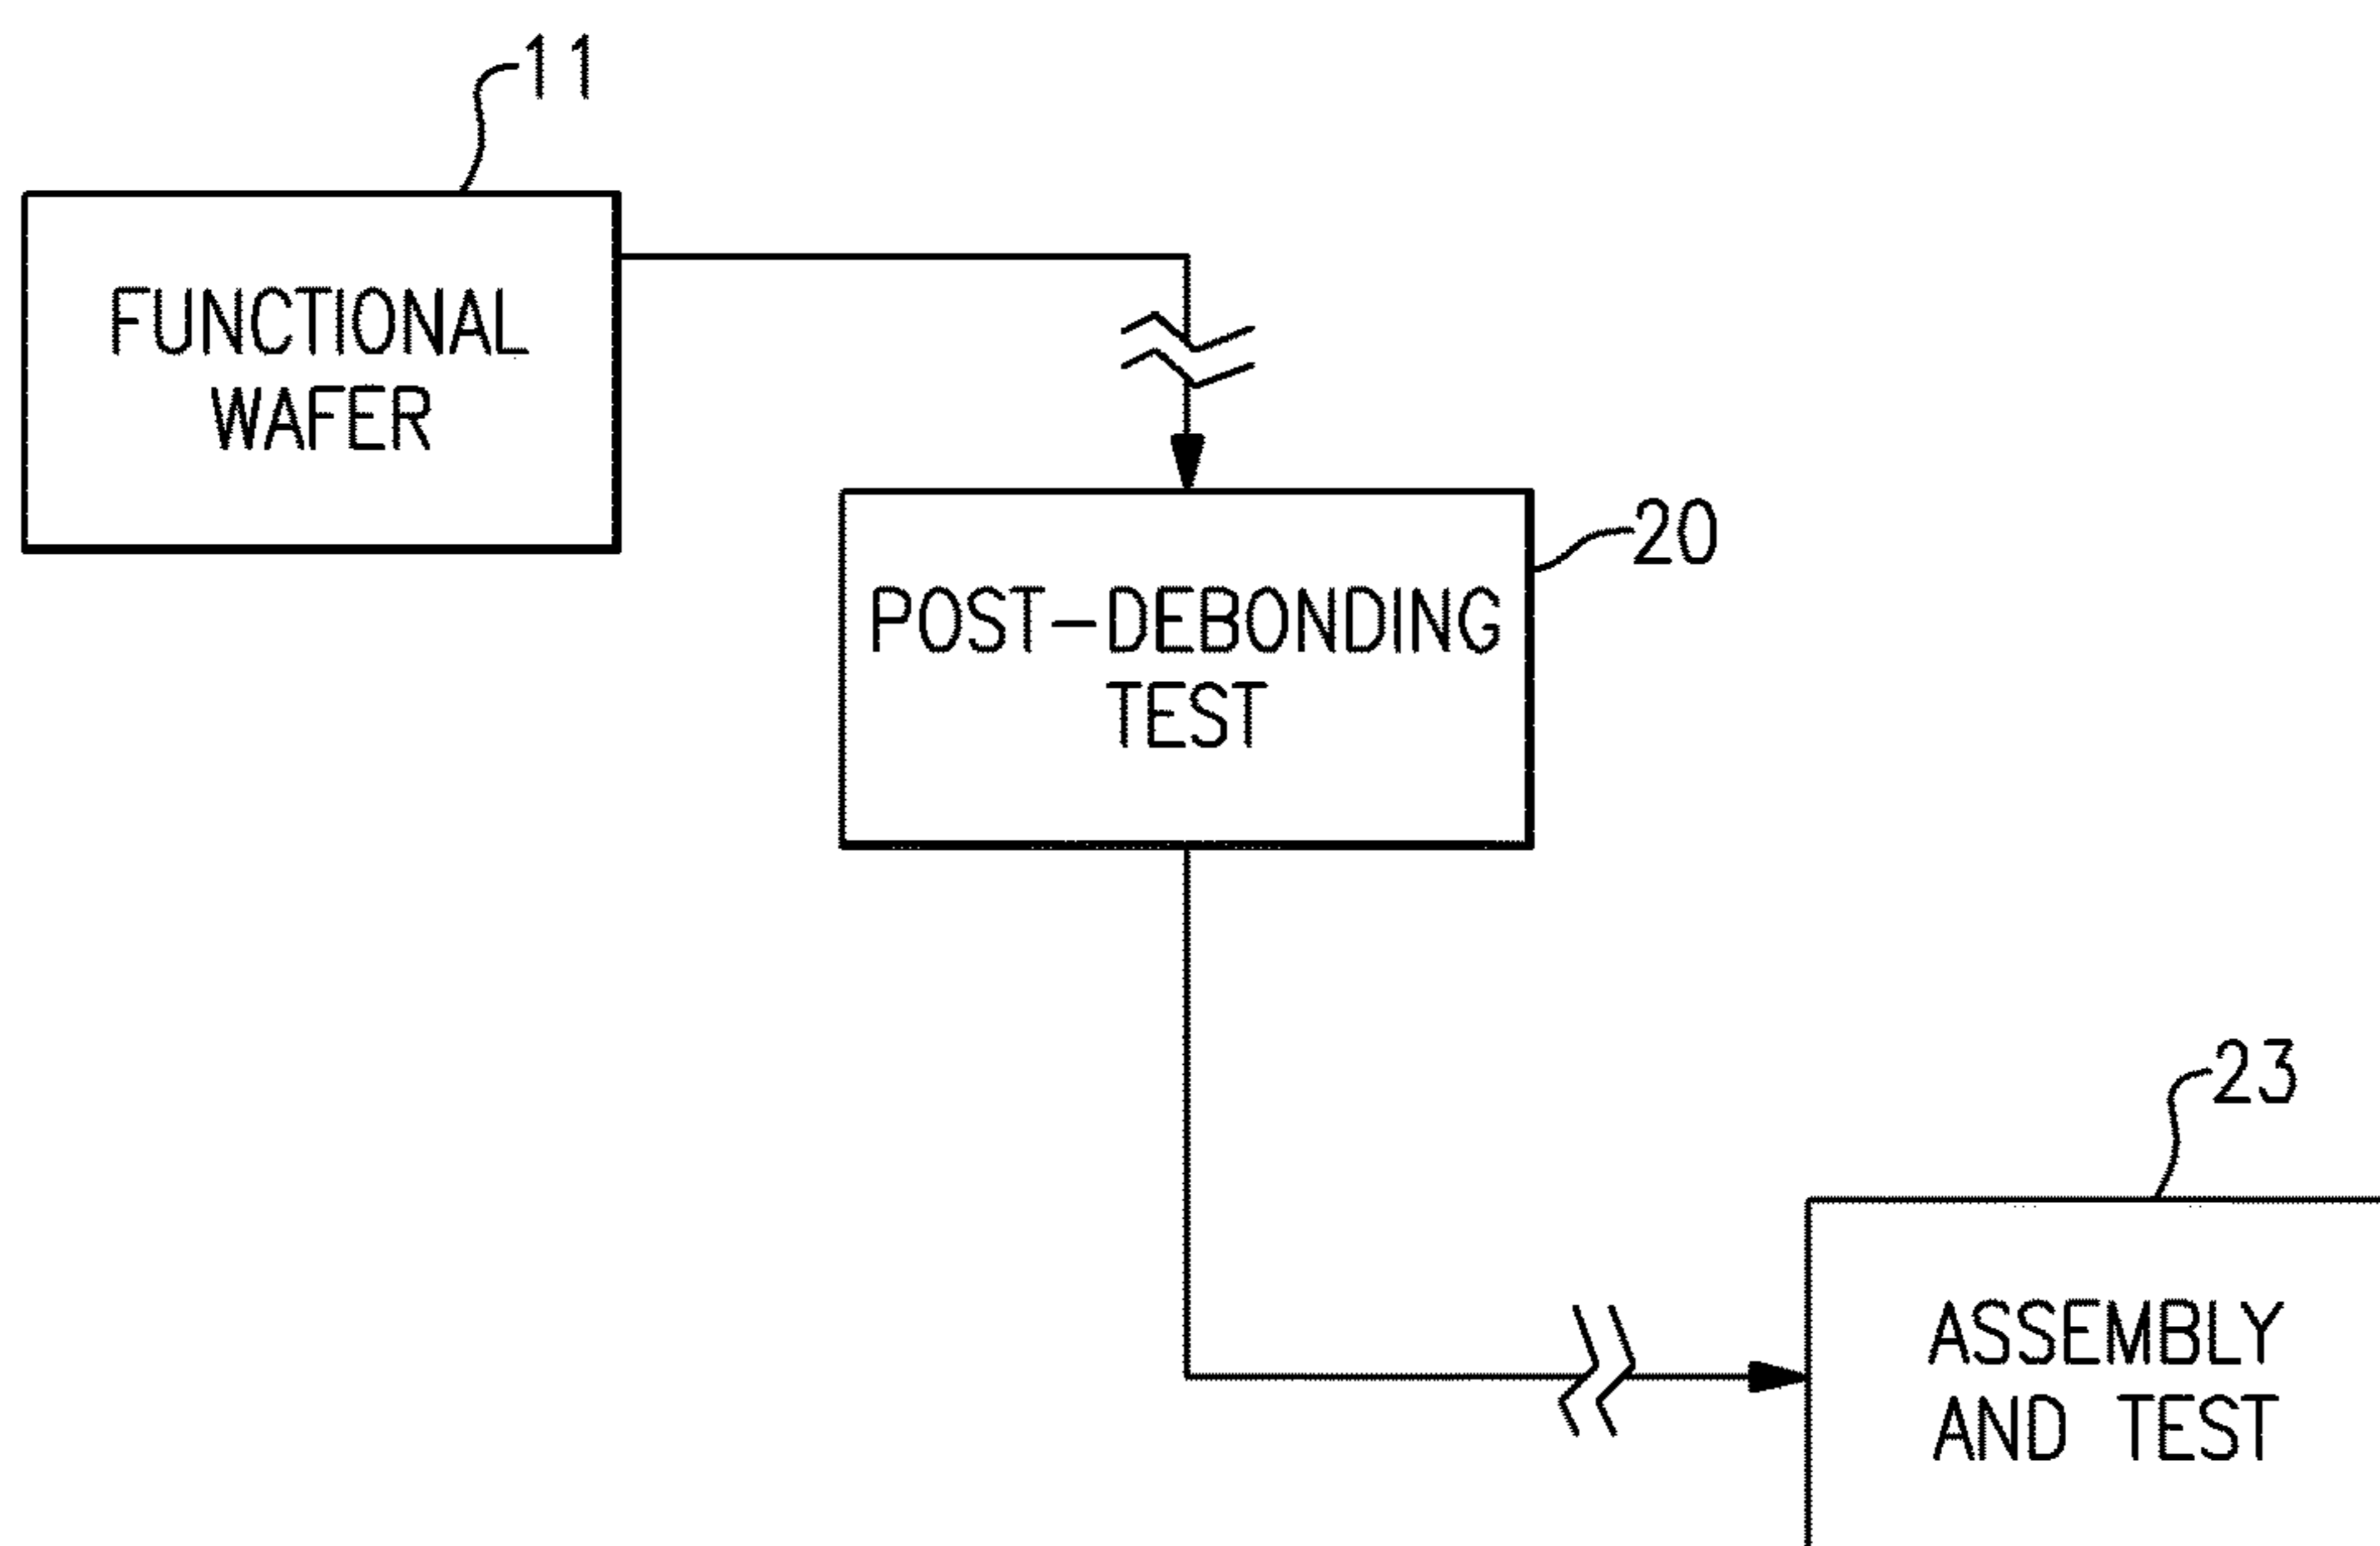 11
FUNCTIONAL
WAFER
20
POST-DEBONDING
TEST
23
ASSEMBLY
AND TEST